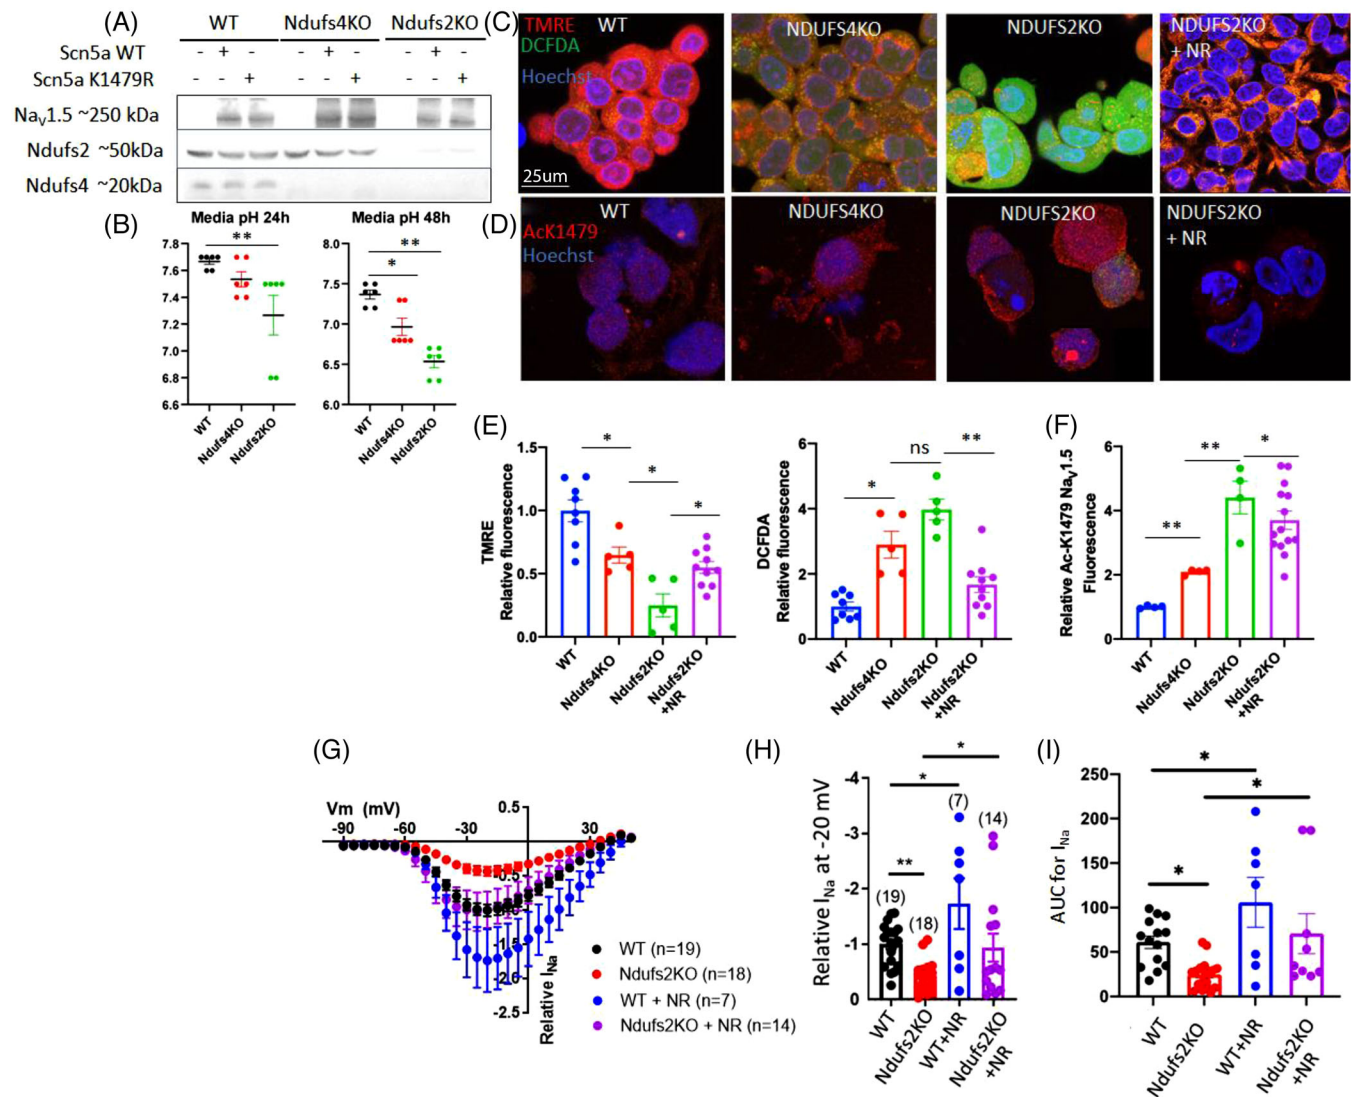 (A)
WT Ndufs4KO Ndufs2KO
Scn5a WT - + - - + - - + -
Scn5a K1479R - - + - - + - - +
NaV1.5 ~250 kDa
Ndufs2 ~50kDa
Ndufs4 ~20kDa
(B)
Media pH 24h
**
7.8
7.6
7.4
7.2
7.0
6.8
6.6
WT
Ndufs4KO
Ndufs2KO
Media pH 48h
**
*
8.0
7.5
7.0
6.5
6.0
WT
Ndufs4KO
Ndufs2KO
(C)
TMRE
DCFDA
Hoechst
WT
25um
NDUFS4KO
NDUFS2KO
NDUFS2KO
+ NR
(D)
AcK1479
Hoechst
WT
NDUFS4KO
NDUFS2KO
NDUFS2KO
+ NR
(E)
TMRE
Relative fluorescence
1.5
1.0
0.5
0.0
*
*
*
WT
Ndufs4KO
Ndufs2KO
Ndufs2KO
+NR
DCFDA
Relative fluorescence
6
4
2
0
*
ns
**
WT
Ndufs4KO
Ndufs2KO
Ndufs2KO
+NR
(F)
Relative Ac-K1479 NaV1.5
Fluorescence
6
4
2
0
**
**
*
WT
Ndufs4KO
Ndufs2KO
Ndufs2KO
+NR
(G)
Vm (mV)
-90 -60 -30 30
0.5
-0.5
-1.5
-2.0
-2.5
Relative INa
WT (n=19)
Ndufs2KO (n=18)
WT + NR (n=7)
Ndufs2KO + NR (n=14)
(H)
Relative INa at -20 mV
-4
-3
-2
-1
0
*
*
**
(19)
(18)
(7)
(14)
WT
Ndufs2KO
WT+NR
Ndufs2KO
+NR
(I)
AUC for INa
250
200
150
100
50
0
*
*
*
WT
Ndufs2KO
WT+NR
Ndufs2KO
+NR